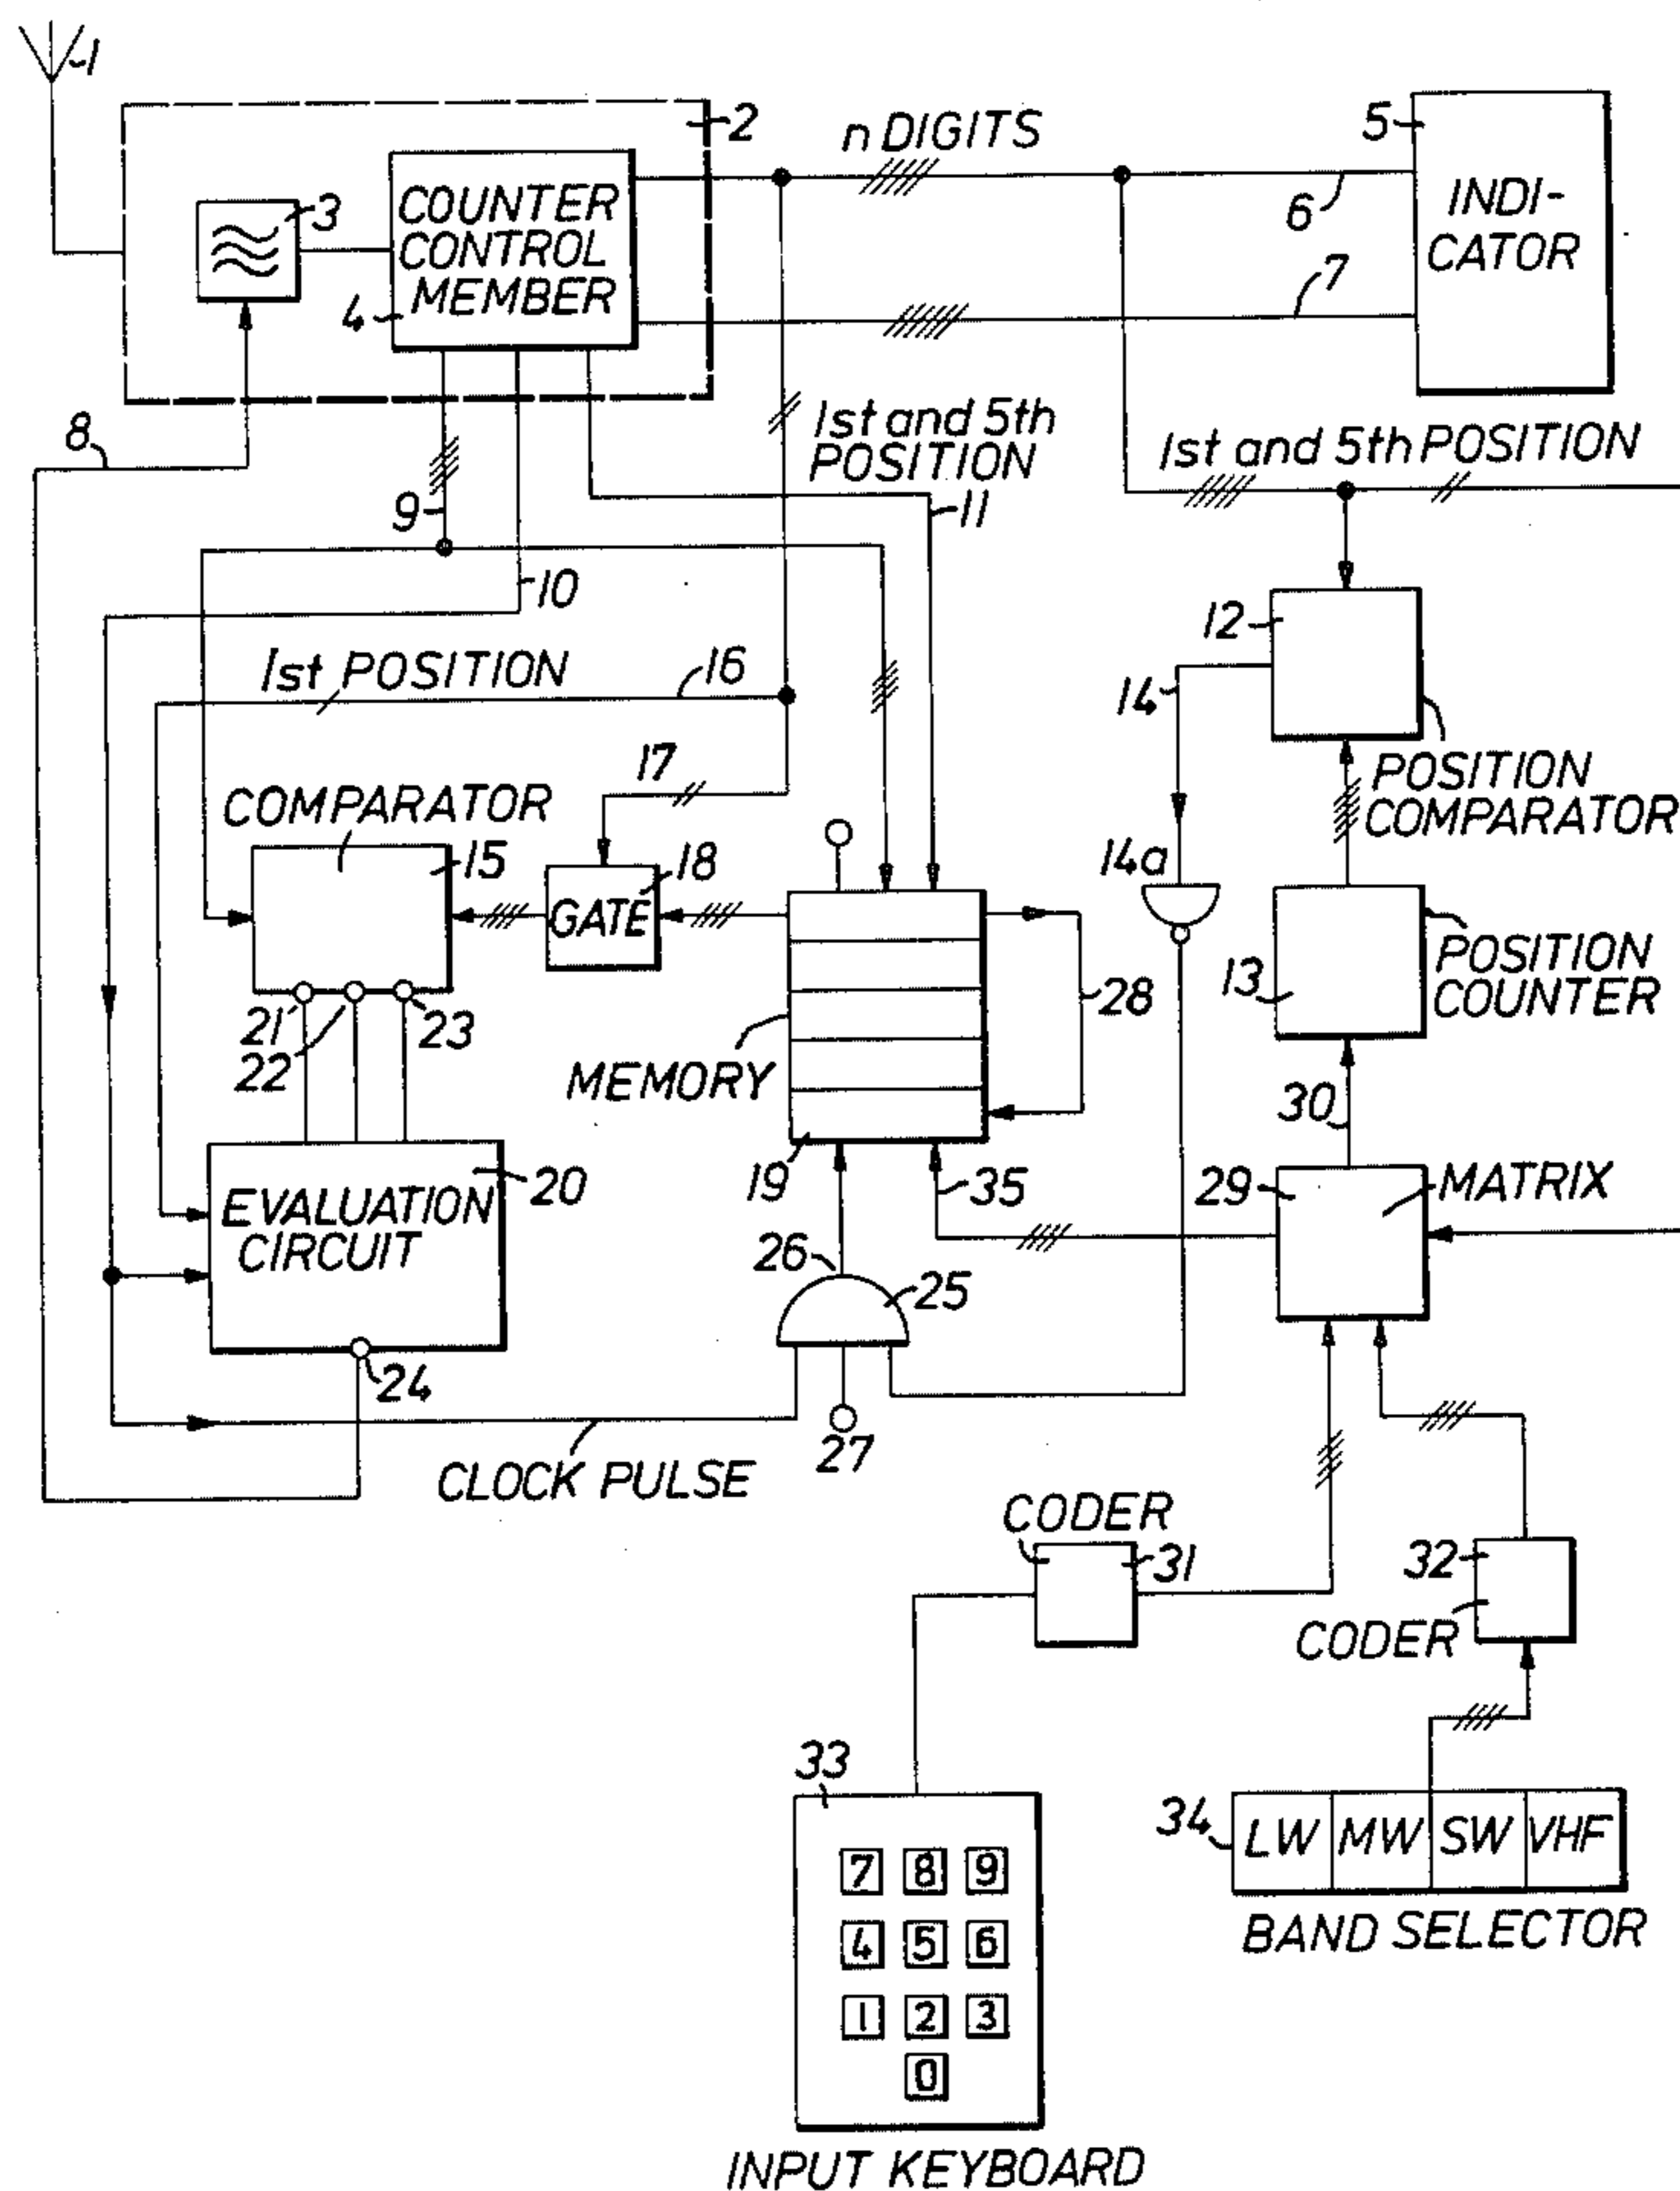 1
2
n DIGITS
5
3
COUNTER
CONTROL
MEMBER
4
6
INDI-
CATOR
7
8
1st and 5th
POSITION
1st and 5th POSITION
9
11
10
12
1st POSITION
16
14
17
POSITION
COMPARATOR
COMPARATOR
15
18
14a
GATE
POSITION
COUNTER
13
21
22
23
28
MEMORY
30
19
35
29
MATRIX
20
EVALUATION
CIRCUIT
26
25
24
27
CLOCK PULSE
CODER
31
32
CODER
33
34
LW MW SW VHF
BAND SELECTOR
7 8 9
4 5 6
1 2 3
0
INPUT KEYBOARD